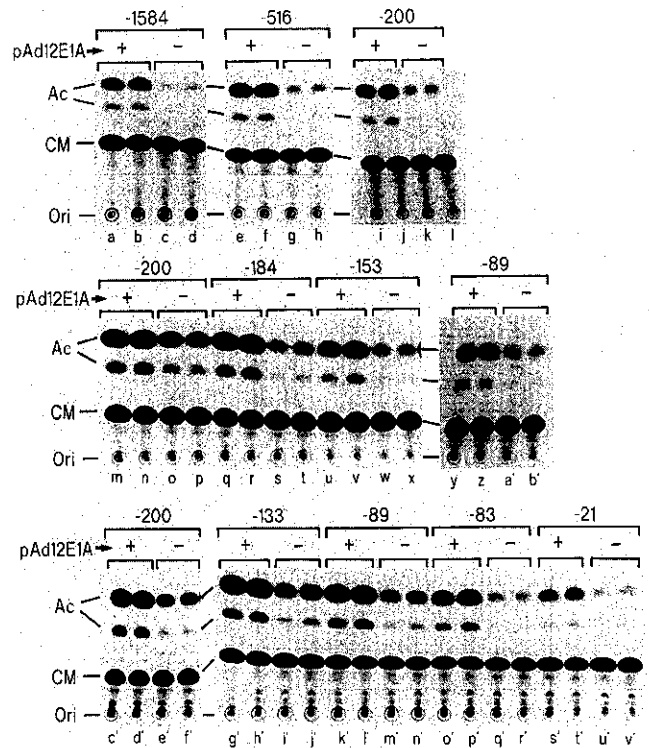 -1584 -516 -200
pAd12E1A + - + - + -
Ac
CM
Ori
a b c d e f g h i j k l
-200 -184 -153 -89
pAd12E1A + - + - + - + -
Ac
CM
Ori
m n o p q r s t u v w x y z a' b'
-200 -133 -89 -83 -21
pAd12E1A + - + - + - + - + -
Ac
CM
Ori
c' d' e' f' g' h' i' j' k' l' m' n' o' p' q' r' s' t' u' v'